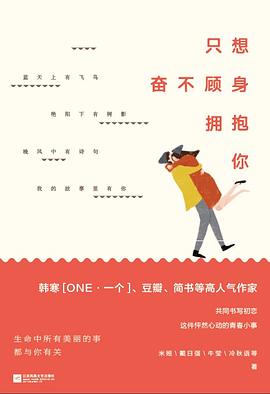 只想
奋不顾身
拥抱
你
蓝天上有飞鸟
艳阳下有树影
晚风中有诗句
我的故事里有你
韩寒[ONE·一个]、豆瓣、简书等高人气作家
共同书写初恋
这件怦然心动的青春小事
生命中所有美丽的事
都与你有关
米娅\戴日强\牛莹\冷秋语等
著